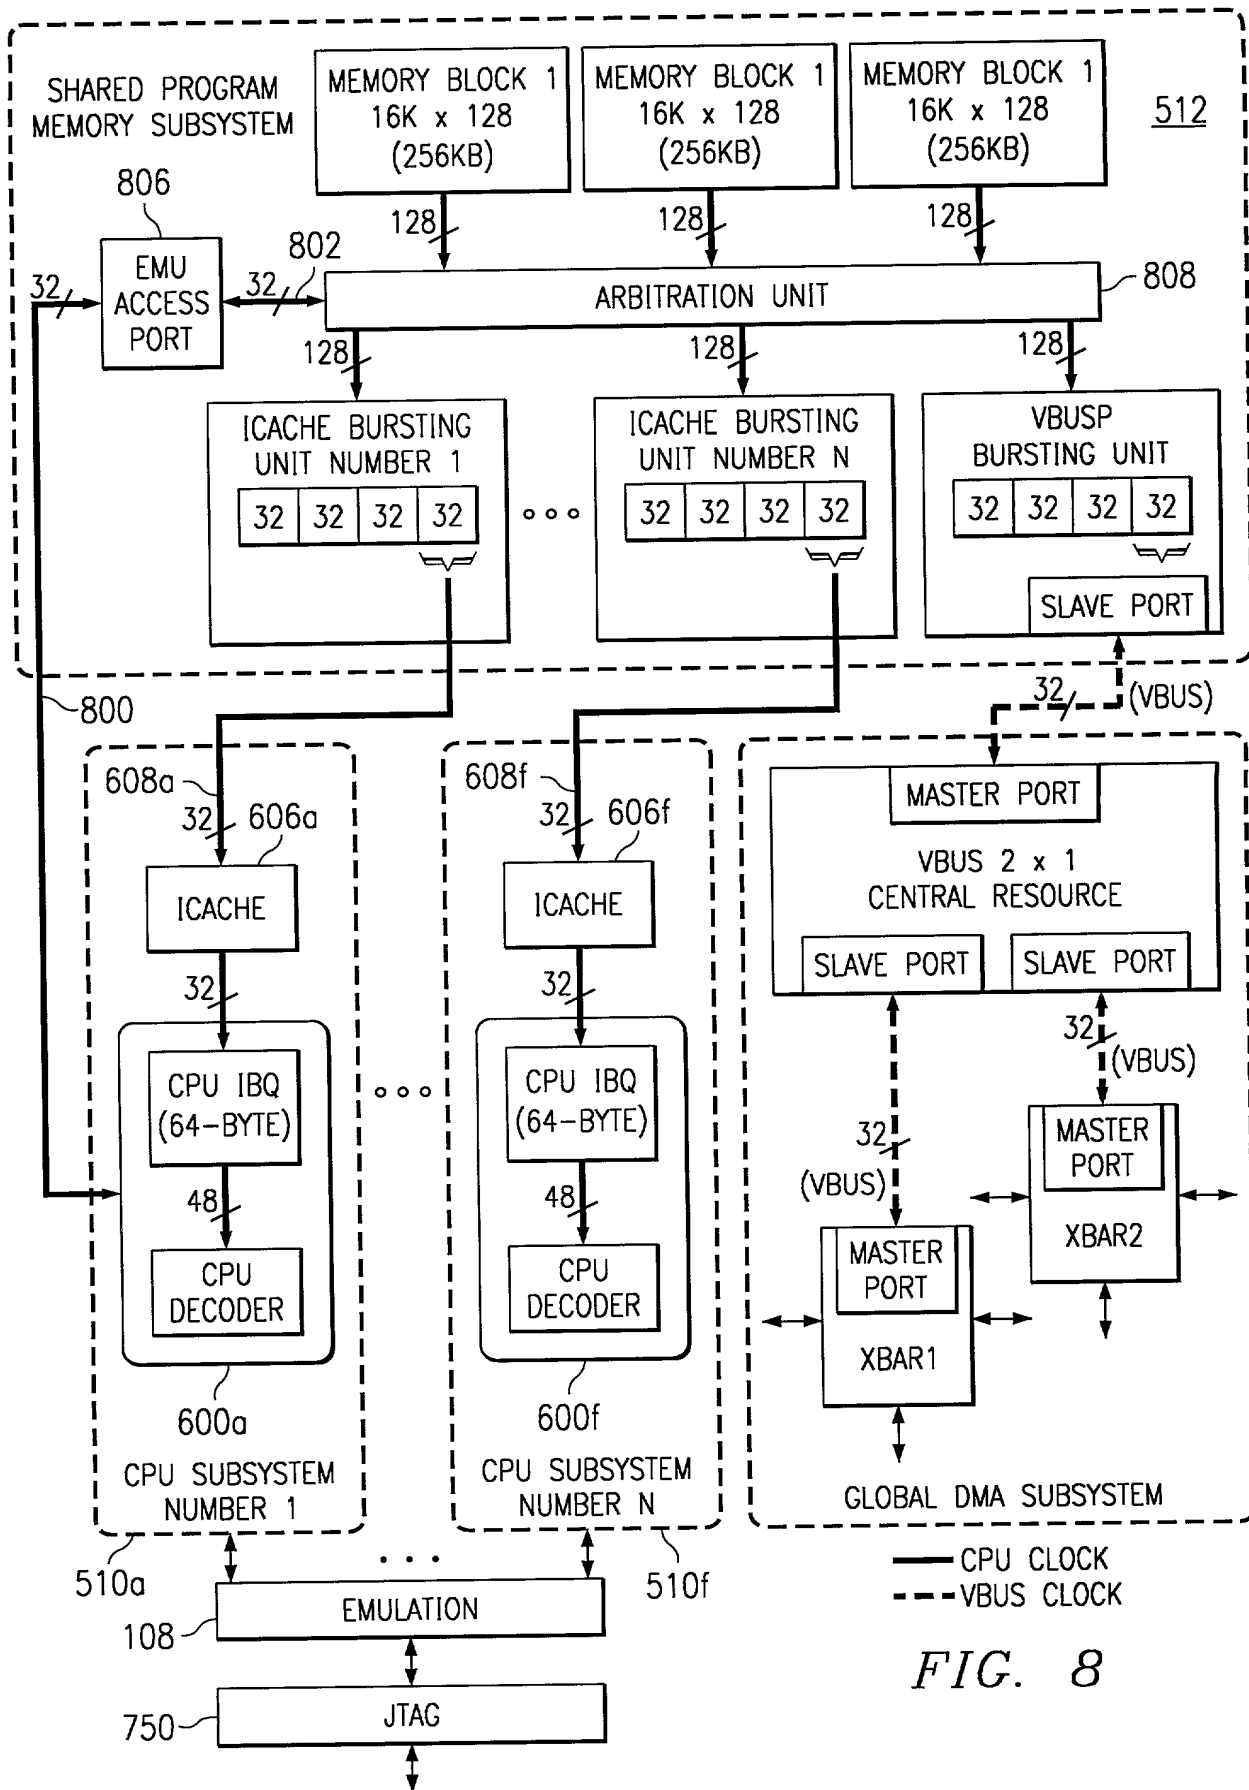 SHARED PROGRAM
MEMORY SUBSYSTEM
MEMORY BLOCK 1
16K x 128
(256KB)
MEMORY BLOCK 1
16K x 128
(256KB)
MEMORY BLOCK 1
16K x 128
(256KB)
512
806
128
128
128
802
EMU
ACCESS
PORT
32
32
ARBITRATION UNIT
808
128
128
128
ICACHE BURSTING
UNIT NUMBER 1
32 32 32 32
ICACHE BURSTING
UNIT NUMBER N
32 32 32 32
VBUSP
BURSTING UNIT
32 32 32 32
SLAVE PORT
800
32
(VBUS)
608a
32
606a
ICACHE
32
CPU IBQ
(64-BYTE)
48
CPU
DECODER
600a
CPU SUBSYSTEM
NUMBER 1
510a
608f
32
606f
ICACHE
32
CPU IBQ
(64-BYTE)
48
CPU
DECODER
600f
CPU SUBSYSTEM
NUMBER N
510f
MASTER PORT
VBUS 2 x 1
CENTRAL RESOURCE
SLAVE PORT
SLAVE PORT
32
(VBUS)
32
(VBUS)
MASTER
PORT
XBAR2
MASTER
PORT
XBAR1
GLOBAL DMA SUBSYSTEM
CPU CLOCK
VBUS CLOCK
108
EMULATION
750
JTAG
FIG. 8